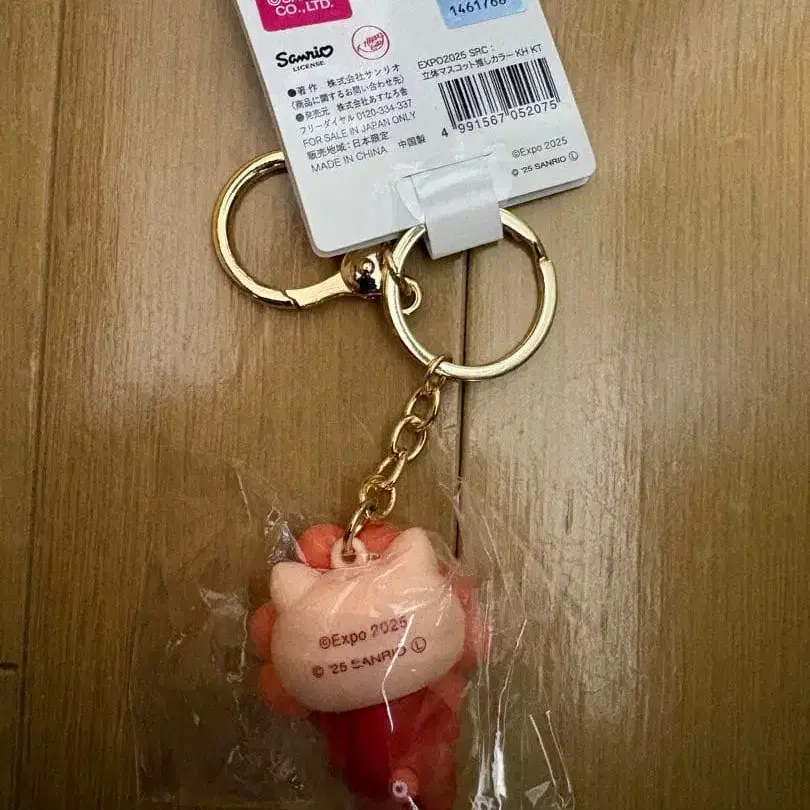 CO.,LTD.
1461766
Sanrio
LICENSE
●著作 株式会社サンリオ
(商品に関するお問い合わせ先)
●発売元 株式会社あすなろ舎
フリーダイヤル 0120-334-337
FOR SALE IN JAPAN ONLY
販売地域:日本限定
MADE IN CHINA 中国製
EXPO2025 SRC:
立体マスコット推しカラー KH KT
4 991567 052075
©Expo 2025
© '25 SANRIO Ⓛ
©Expo 2025
© '25 SANRIO Ⓛ